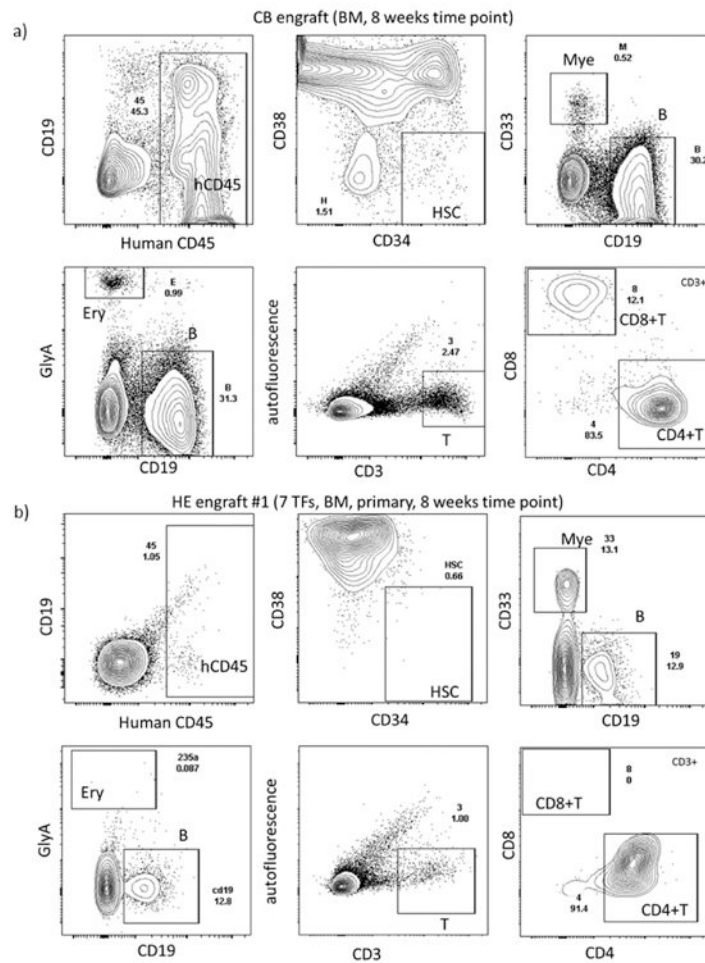 CB engraft (BM, 8 weeks time point)
a)
CD19
45
45.3
hCD45
Human CD45
CD38
H
1.51
HSC
CD34
CD33
M
0.52
Mye
B
B
30.2
CD19
GlyA
E
0.99
Ery
B
B
31.3
CD19
autofluorescence
3
2.47
T
CD3
CD8
8
12.1
CD3+
CD8+T
4
83.5
CD4+T
CD4
HE engraft #1 (7 TFs, BM, primary, 8 weeks time point)
b)
CD19
45
1.05
hCD45
Human CD45
CD38
HSC
0.66
HSC
CD34
CD33
Mye
33
13.1
B
19
12.9
CD19
GlyA
235a
0.087
Ery
B
cd19
12.8
CD19
autofluorescence
3
1.00
T
CD3
CD8
8
0
CD3+
CD8+T
4
91.4
CD4+T
CD4